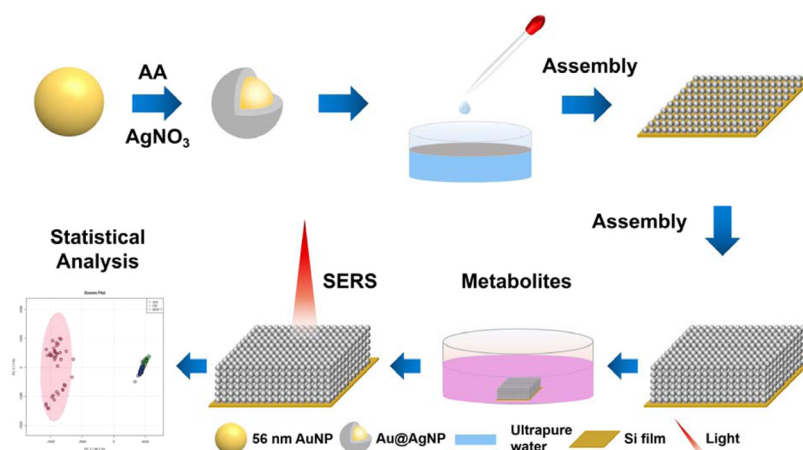 AA
AgNO₃
Assembly
Assembly
Statistical
Analysis
SERS
Metabolites
Scores Plot
56 nm AuNP
Au@AgNP
Ultrapure
water
Si film
Light